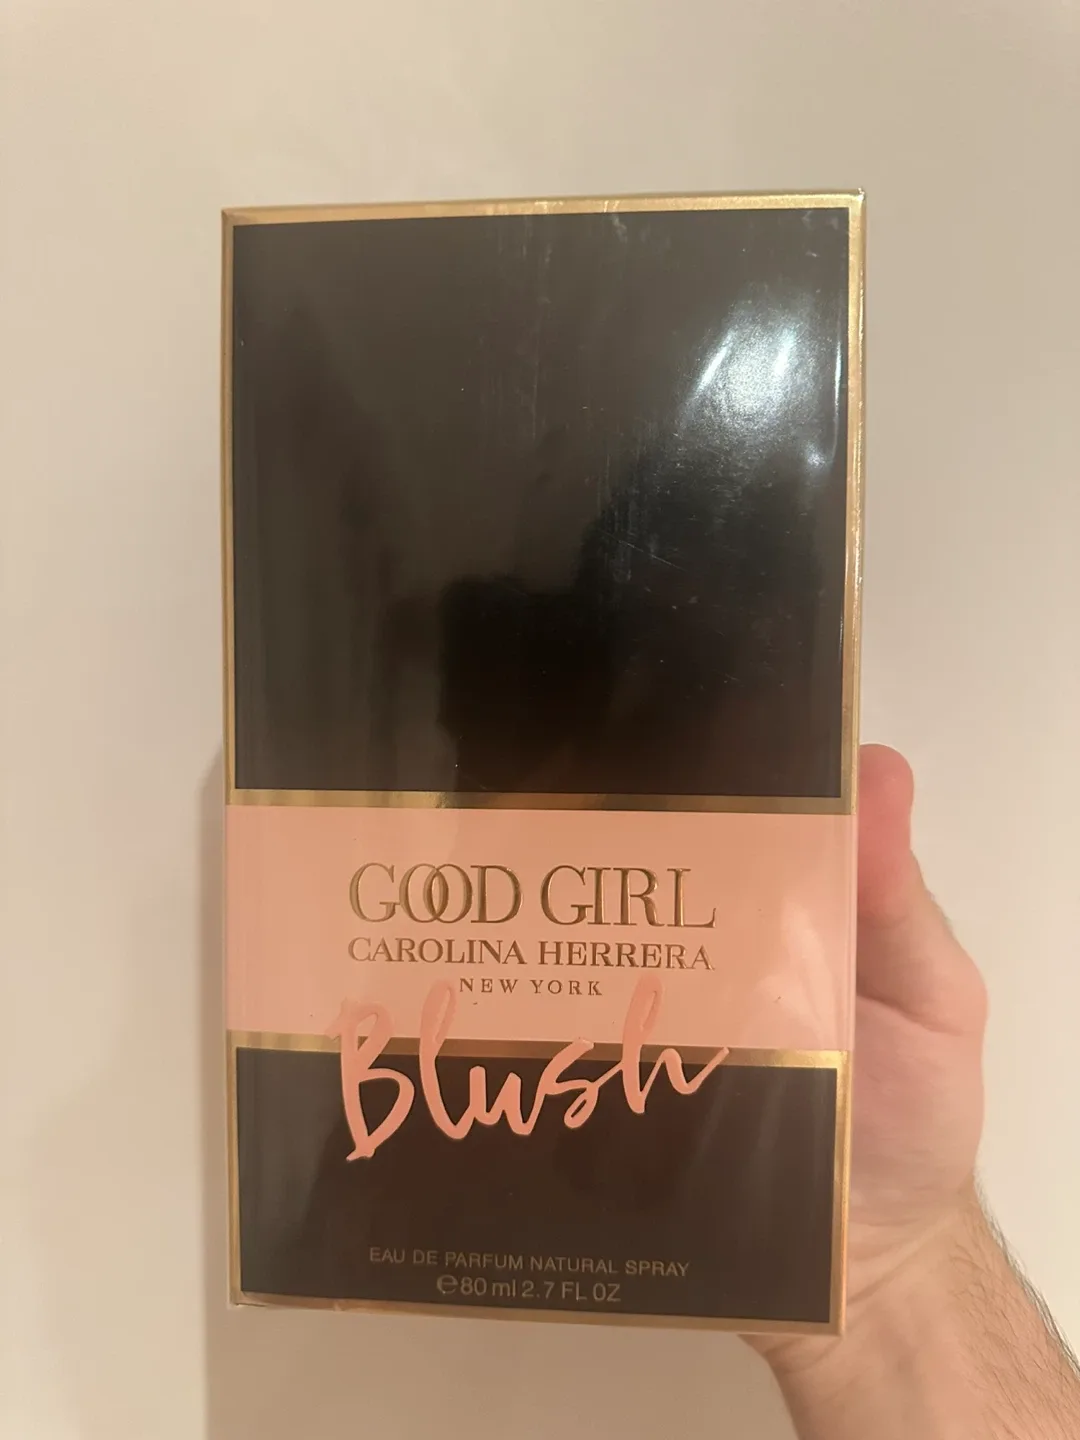 GOOD GIRL
CAROLINA HERRERA
NEW YORK
Blush
EAU DE PARFUM NATURAL SPRAY
℮80 ml 2.7 FL OZ